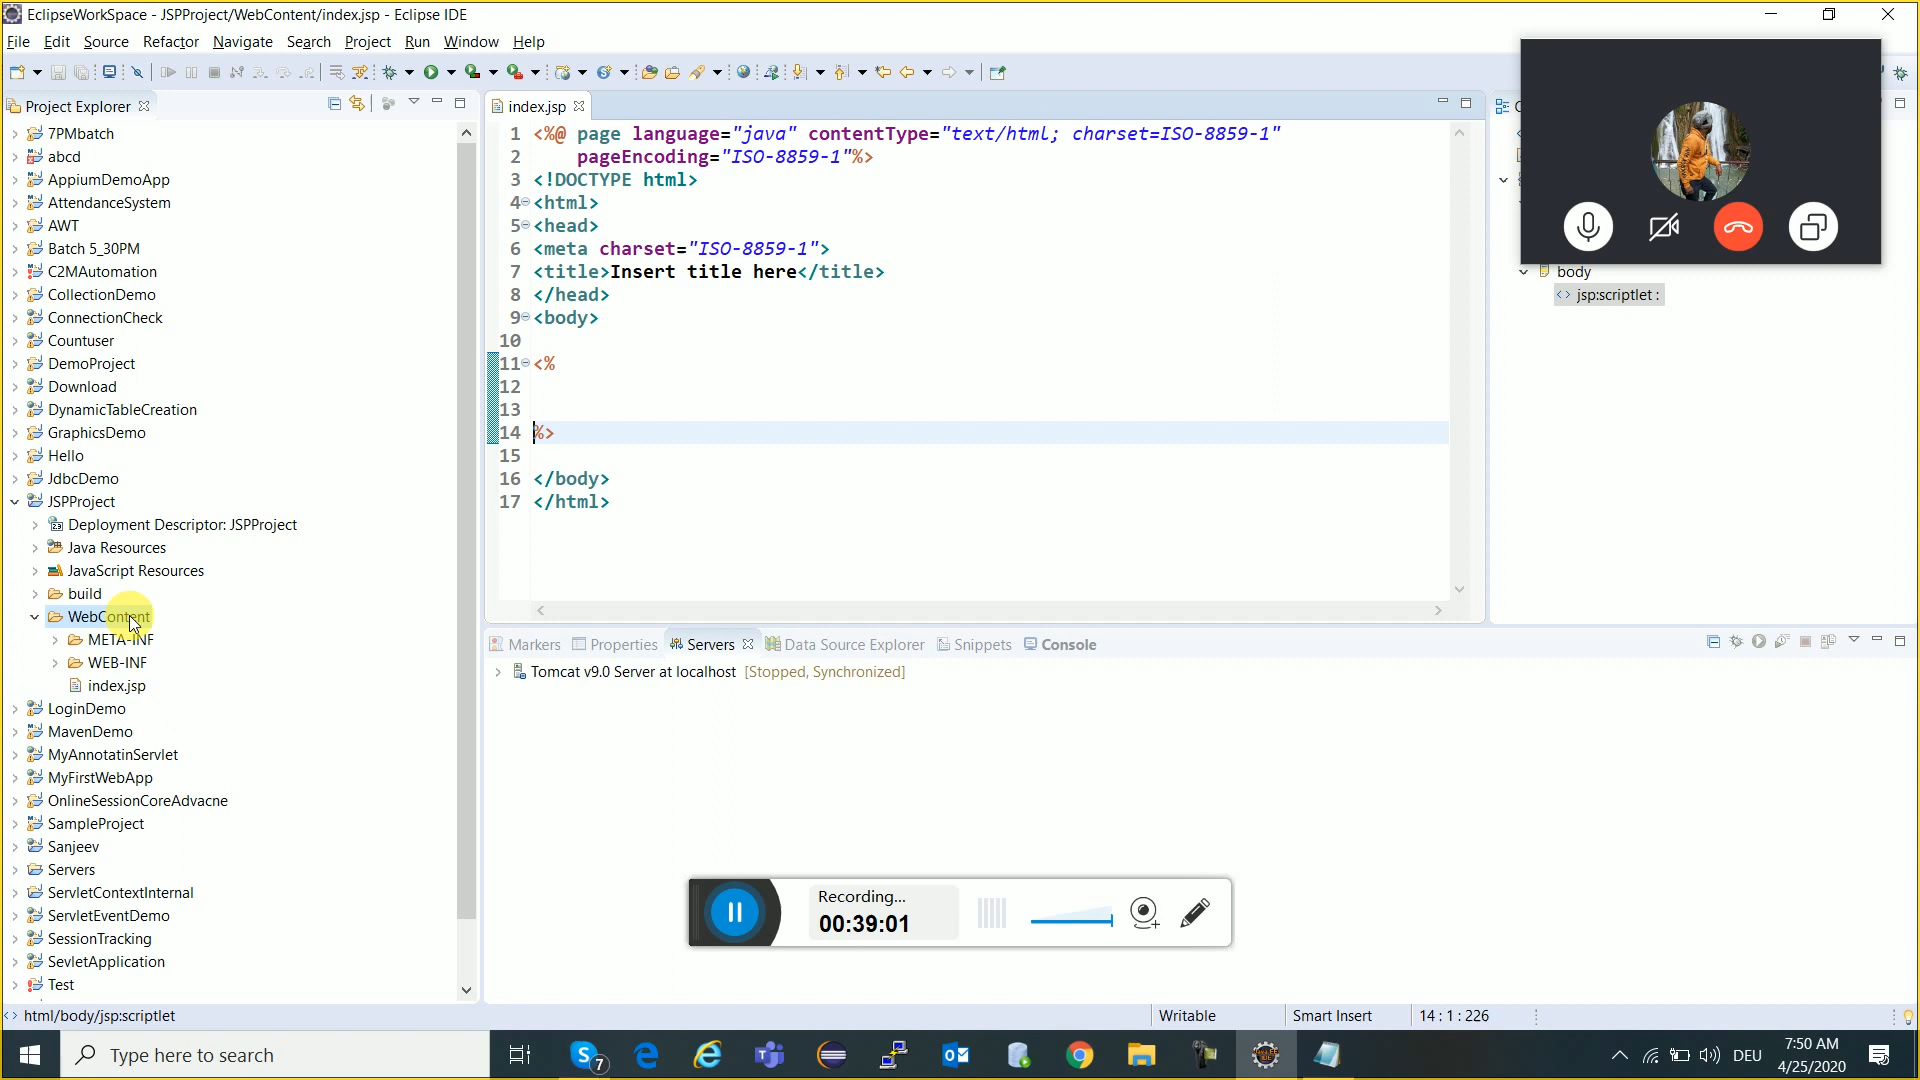 EclipseWorkSpace - JSPProject/WebContent/index.jsp - Eclipse IDE
File Edit Source Refactor Navigate Search Project Run Window Help
Project Explorer
7PMbatch
abcd
AppiumDemoApp
AttendanceSystem
AWT
Batch 5_30PM
C2MAutomation
CollectionDemo
ConnectionCheck
Countuser
DemoProject
Download
DynamicTableCreation
GraphicsDemo
Hello
JdbcDemo
JSPProject
Deployment Descriptor: JSPProject
Java Resources
JavaScript Resources
build
WebContent
META-INF
WEB-INF
index.jsp
LoginDemo
MavenDemo
MyAnnotatinServlet
MyFirstWebApp
OnlineSessionCoreAdvacne
SampleProject
Sanjeev
Servers
ServletContextInternal
ServletEventDemo
SessionTracking
SevletApplication
Test
index.jsp
1 <%@ page language="java" contentType="text/html; charset=ISO-8859-1"
2 pageEncoding="ISO-8859-1"%>
3 <!DOCTYPE html>
4 <html>
5 <head>
6 <meta charset="ISO-8859-1">
7 <title>Insert title here</title>
8 </head>
9 <body>
10
11 <%
12
13
14 %>
15
16 </body>
17 </html>
body
jsp:scriptlet :
Markers Properties Servers Data Source Explorer Snippets Console
Tomcat v9.0 Server at localhost [Stopped, Synchronized]
Recording...
00:39:01
html/body/jsp:scriptlet
Writable Smart Insert 14 : 1 : 226
Type here to search
7
DEU
7:50 AM
4/25/2020